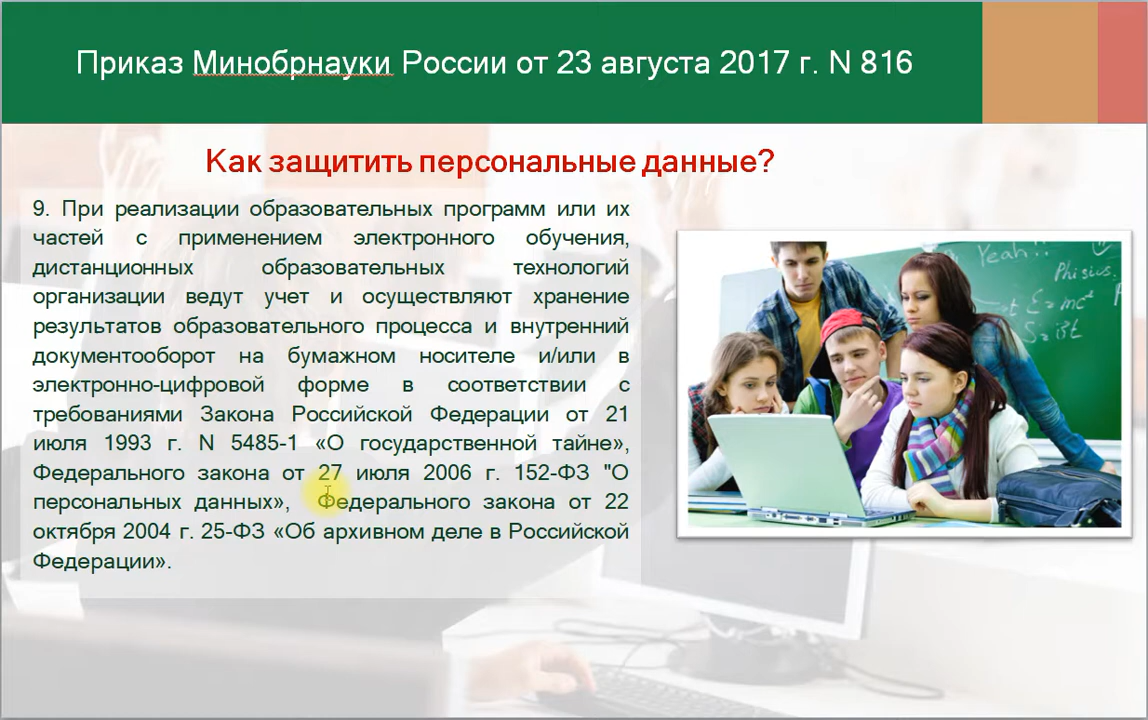 Приказ Минобрнауки России от 23 августа 2017 г. N 816
Как защитить персональные данные?
9. При реализации образовательных программ или их
частей с применением электронного обучения,
дистанционных образовательных технологий
организации ведут учет и осуществляют хранение
результатов образовательного процесса и внутренний
документооборот на бумажном носителе и/или в
электронно-цифровой форме в соответствии с
требованиями Закона Российской Федерации от 21
июля 1993 г. N 5485-1 «О государственной тайне»,
Федерального закона от 27 июля 2006 г. 152-ФЗ "О
персональных данных», Федерального закона от 22
октября 2004 г. 25-ФЗ «Об архивном деле в Российской
Федерации».
Yeah!!
Phisics.
E=mc²